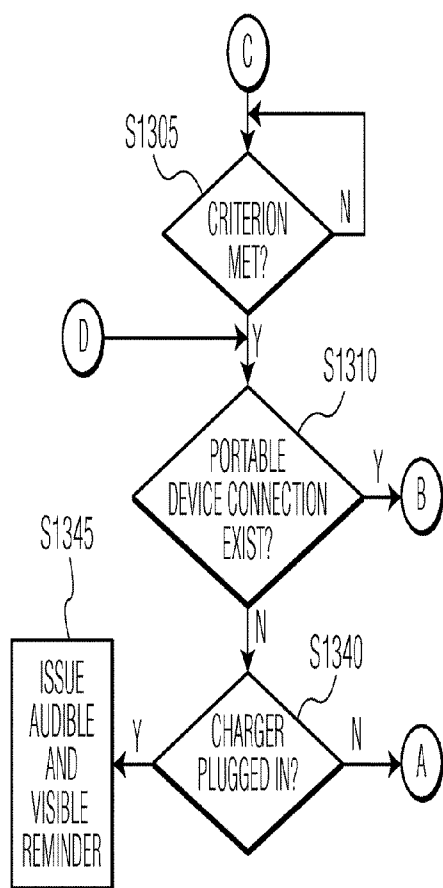 C
S1305
CRITERION
MET?
N
D
Y
S1310
PORTABLE
DEVICE CONNECTION
EXIST?
Y
B
S1345
N
S1340
ISSUE
AUDIBLE
AND
VISIBLE
REMINDER
Y
CHARGER
PLUGGED IN?
N
A